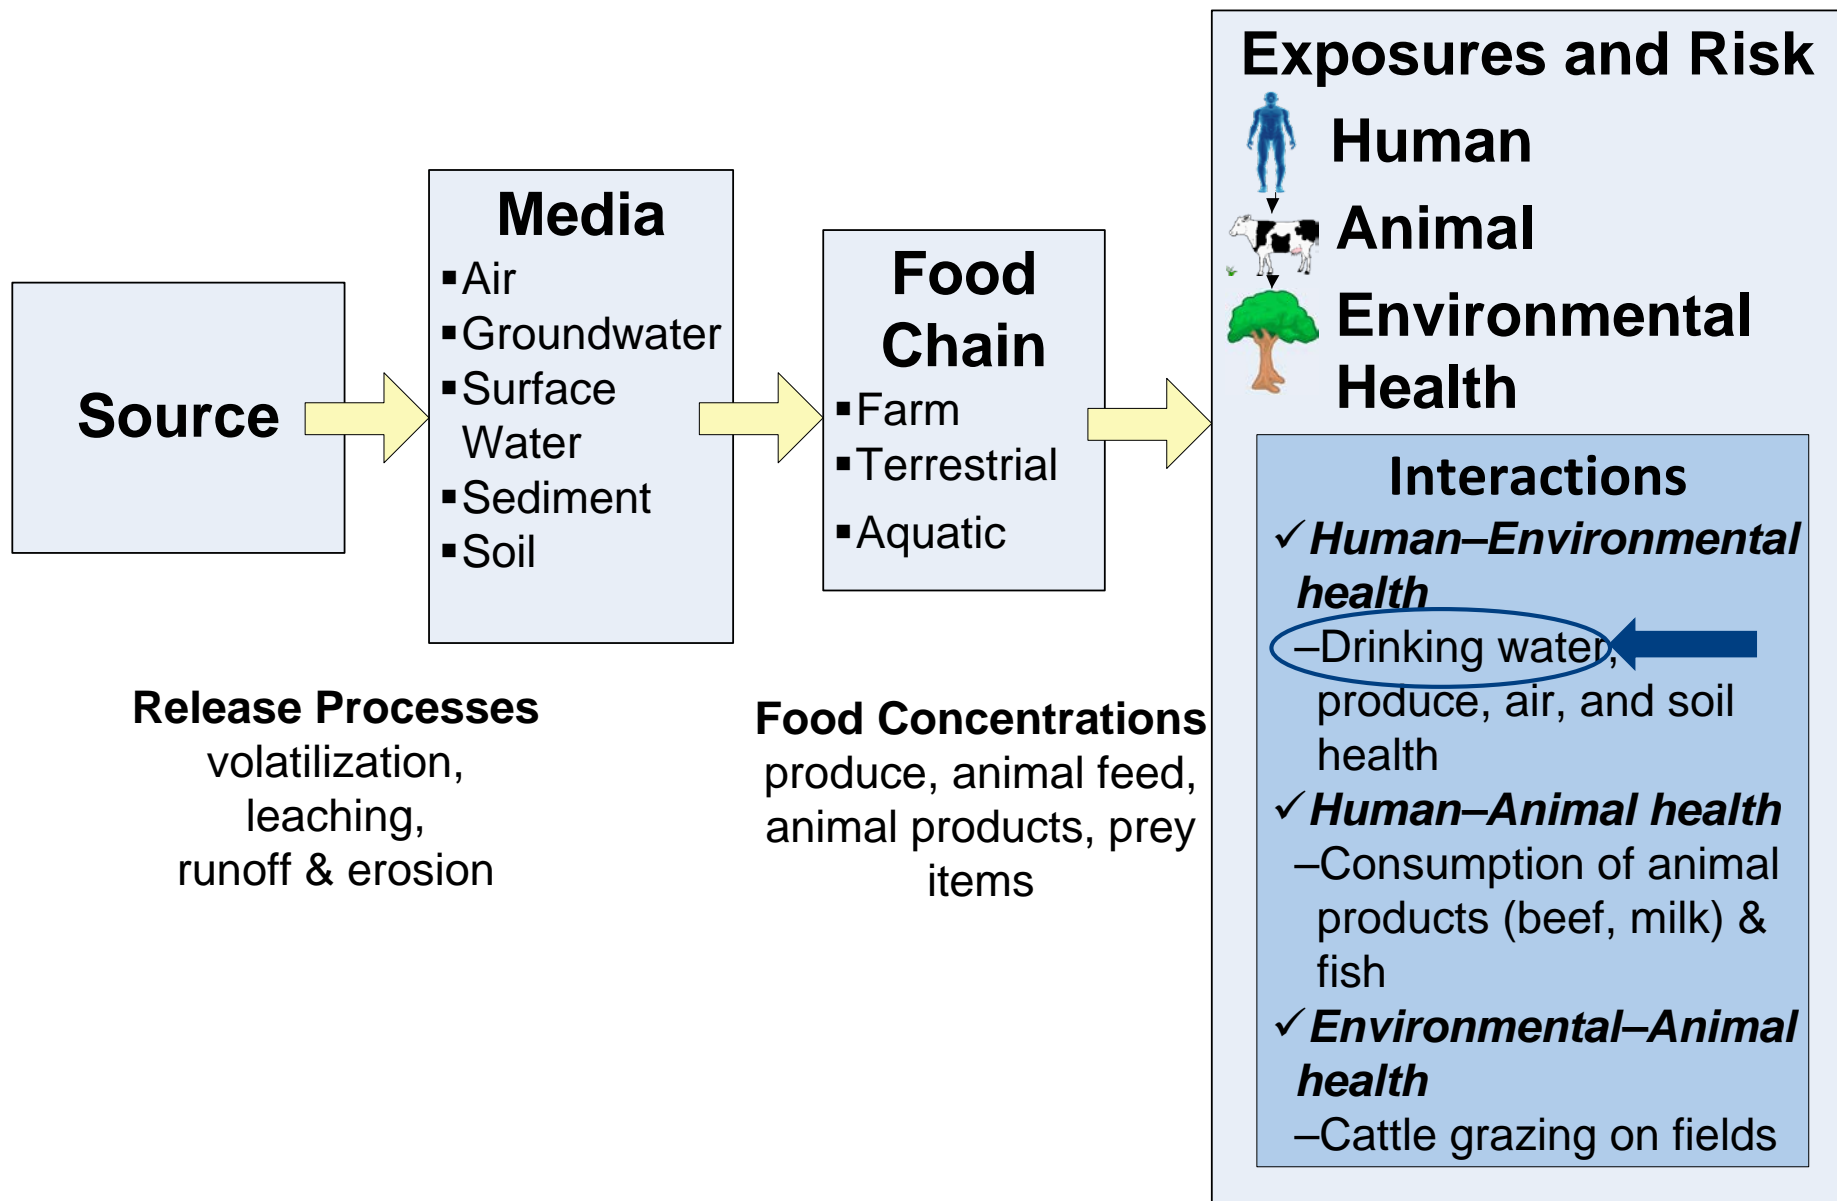 Source
Media
▪Air
▪Groundwater
▪Surface
Water
▪Sediment
▪Soil
Food
Chain
▪Farm
▪Terrestrial
▪Aquatic
Release Processes
volatilization,
leaching,
runoff & erosion
Food Concentrations
produce, animal feed,
animal products, prey
items
Exposures and Risk
Human
Animal
Environmental
Health
Interactions
✓Human–Environmental
health
–Drinking water,
produce, air, and soil
health
✓Human–Animal health
–Consumption of animal
products (beef, milk) &
fish
✓Environmental–Animal
health
–Cattle grazing on fields